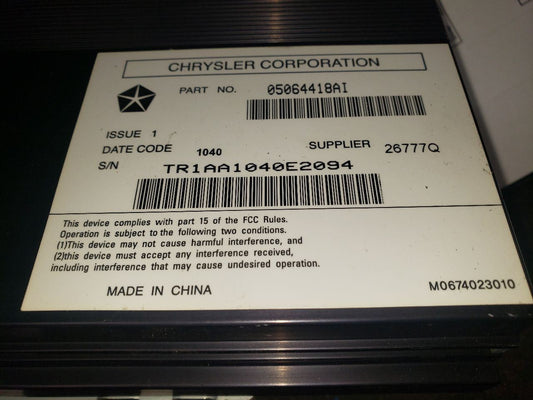 CHRYSLER CORPORATION
PART NO. 05064418AI
ISSUE 1
DATE CODE 1040 SUPPLIER 26777Q
S/N TR1AA1040E2094
This device complies with part 15 of the FCC Rules.
Operation is subject to the following two conditions.
(1)This device may not cause harmful interference, and
(2)this device must accept any interference received,
including interference that may cause undesired operation.
MADE IN CHINA M0674023010